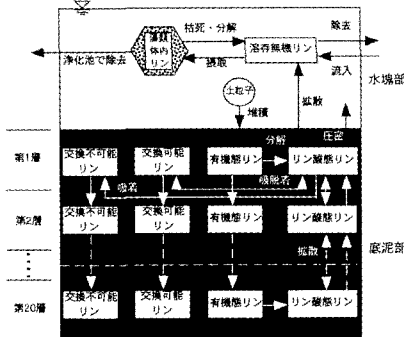 枯死・分解
除去
藻類
体内
リン
溶存無機リン
浄化池で除去
摂取
流入
水塊部
土粒子
拡散
堆積
分解
圧密
第1層
交換不可能
リン
交換可能
リン
有機態リン
リン酸態リン
吸着
吸脱着
第2層
交換不可能
リン
交換可能
リン
有機態リン
リン酸態リン
拡散
底泥部
第20層
交換不可能
リン
交換可能
リン
有機態リン
リン酸態リン